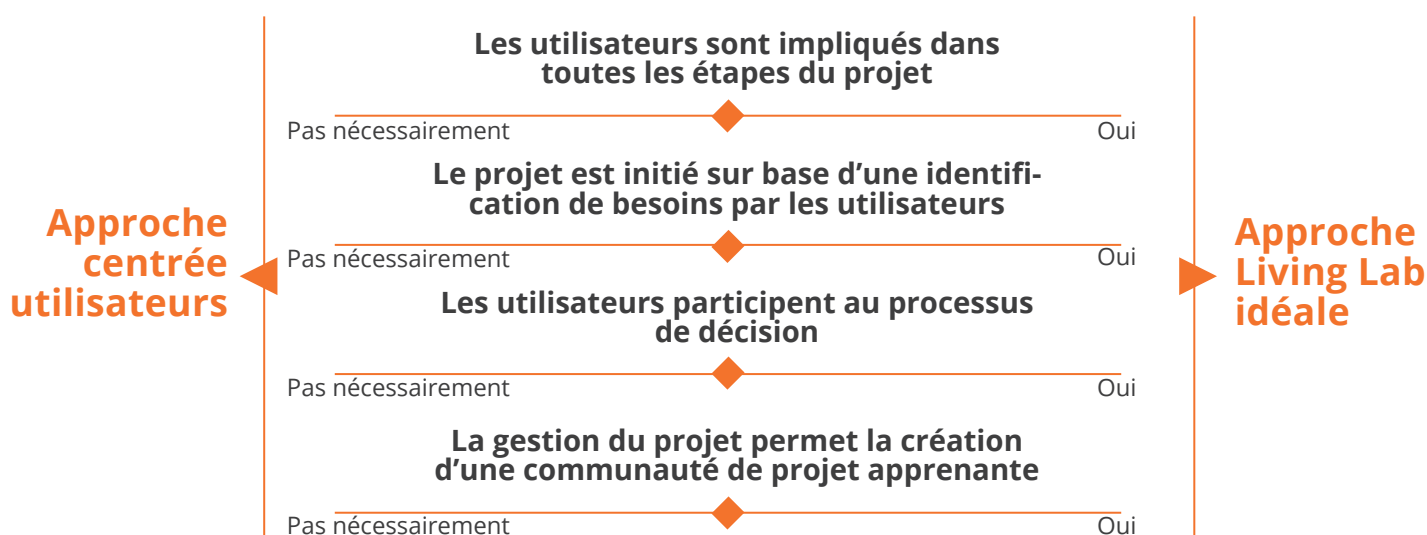 Les utilisateurs sont impliqués dans
toutes les étapes du projet
Pas nécessairement
Oui
Le projet est initié sur base d’une identifi-
cation de besoins par les utilisateurs
Pas nécessairement
Oui
Les utilisateurs participent au processus
de décision
Pas nécessairement
Oui
La gestion du projet permet la création
d’une communauté de projet apprenante
Pas nécessairement
Oui
Approche
centrée
utilisateurs
Approche
Living Lab
idéale